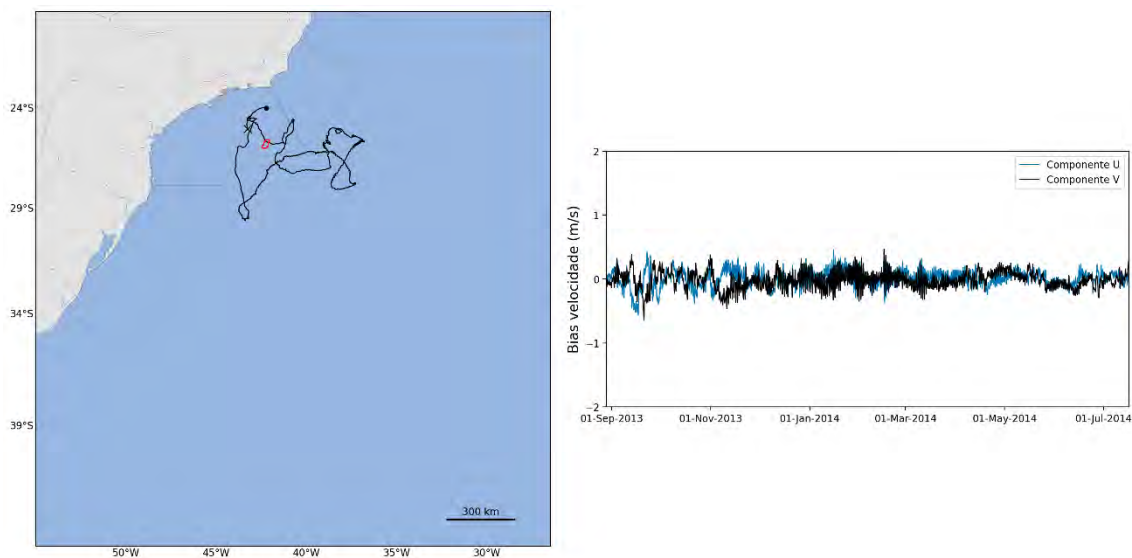 24°S
29°S
34°S
39°S
50°W 45°W 40°W 35°W 30°W
300 km
Bias velocidade (m/s)
2
1
0
−1
−2
01-Sep-2013 01-Nov-2013 01-Jan-2014 01-Mar-2014 01-May-2014 01-Jul-2014
Componente U
Componente V